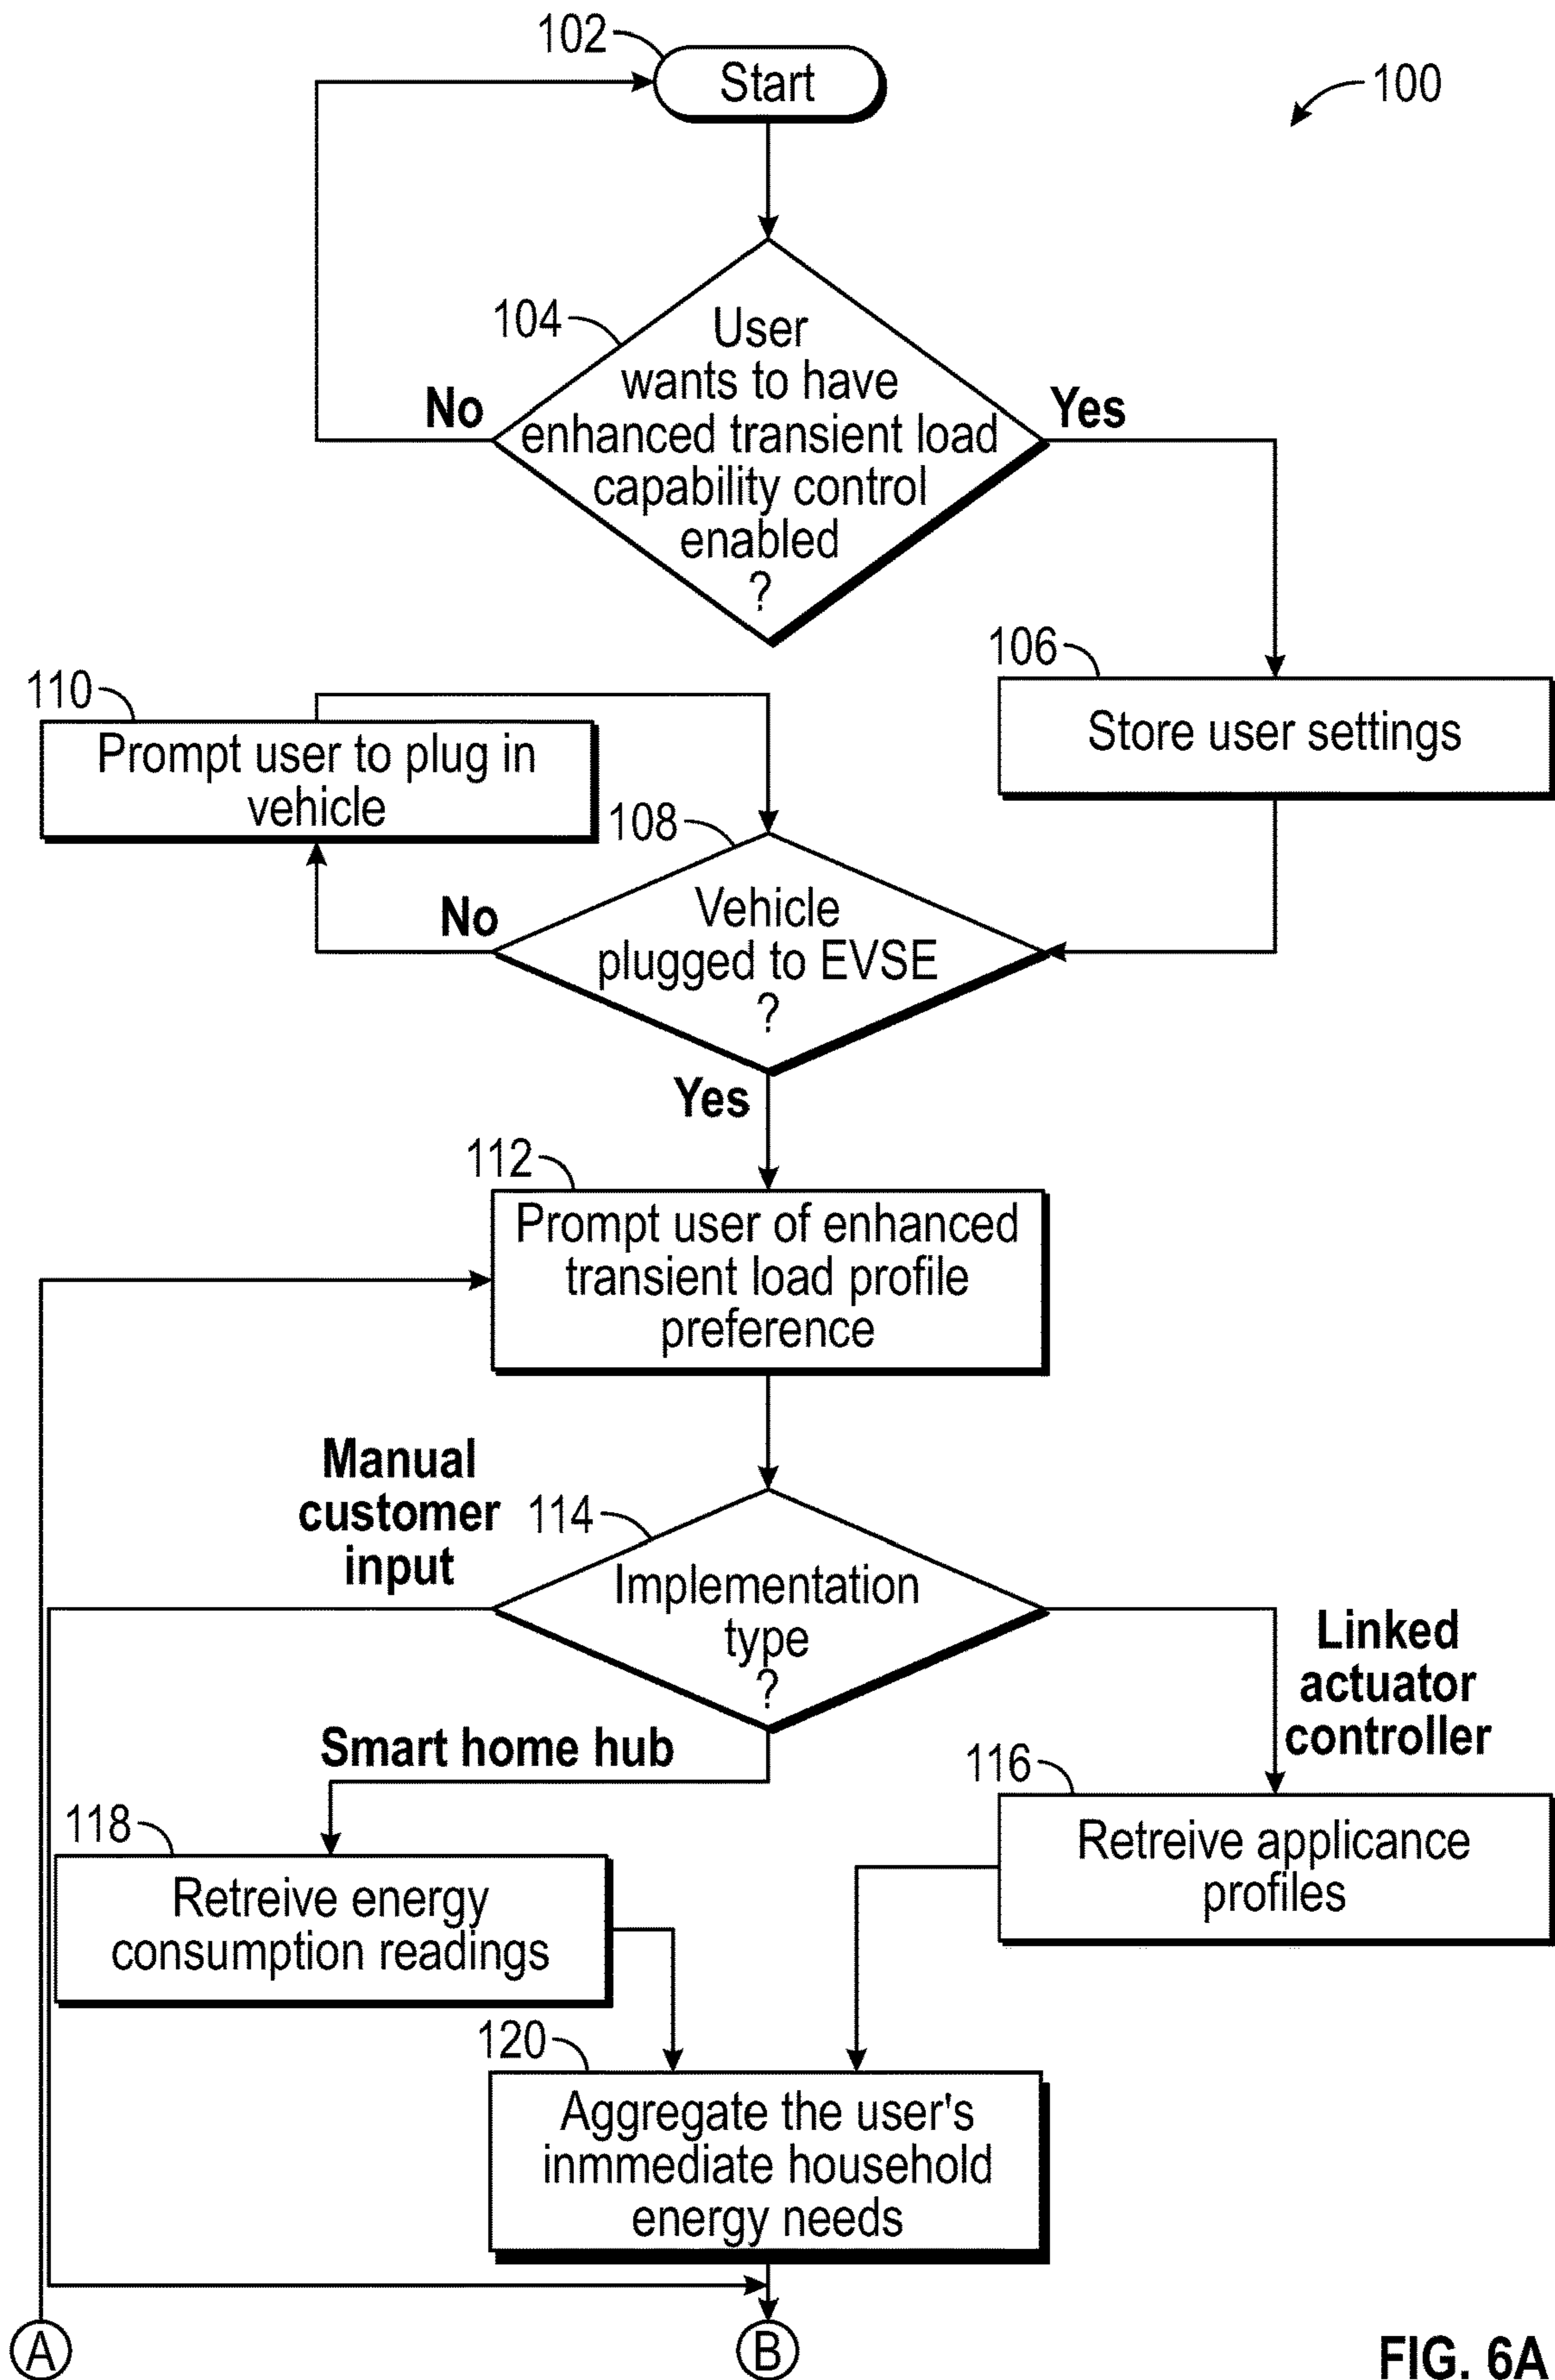 102
Start
100
104
User
wants to have
enhanced transient load
capability control
enabled
?
No
Yes
106
Store user settings
110
Prompt user to plug in
vehicle
108
Vehicle
plugged to EVSE
?
No
Yes
112
Prompt user of enhanced
transient load profile
preference
Manual
customer
input
114
Implementation
type
?
Linked
actuator
controller
Smart home hub
116
Retreive applicance
profiles
118
Retreive energy
consumption readings
120
Aggregate the user's
inmmediate household
energy needs
A
B
FIG. 6A